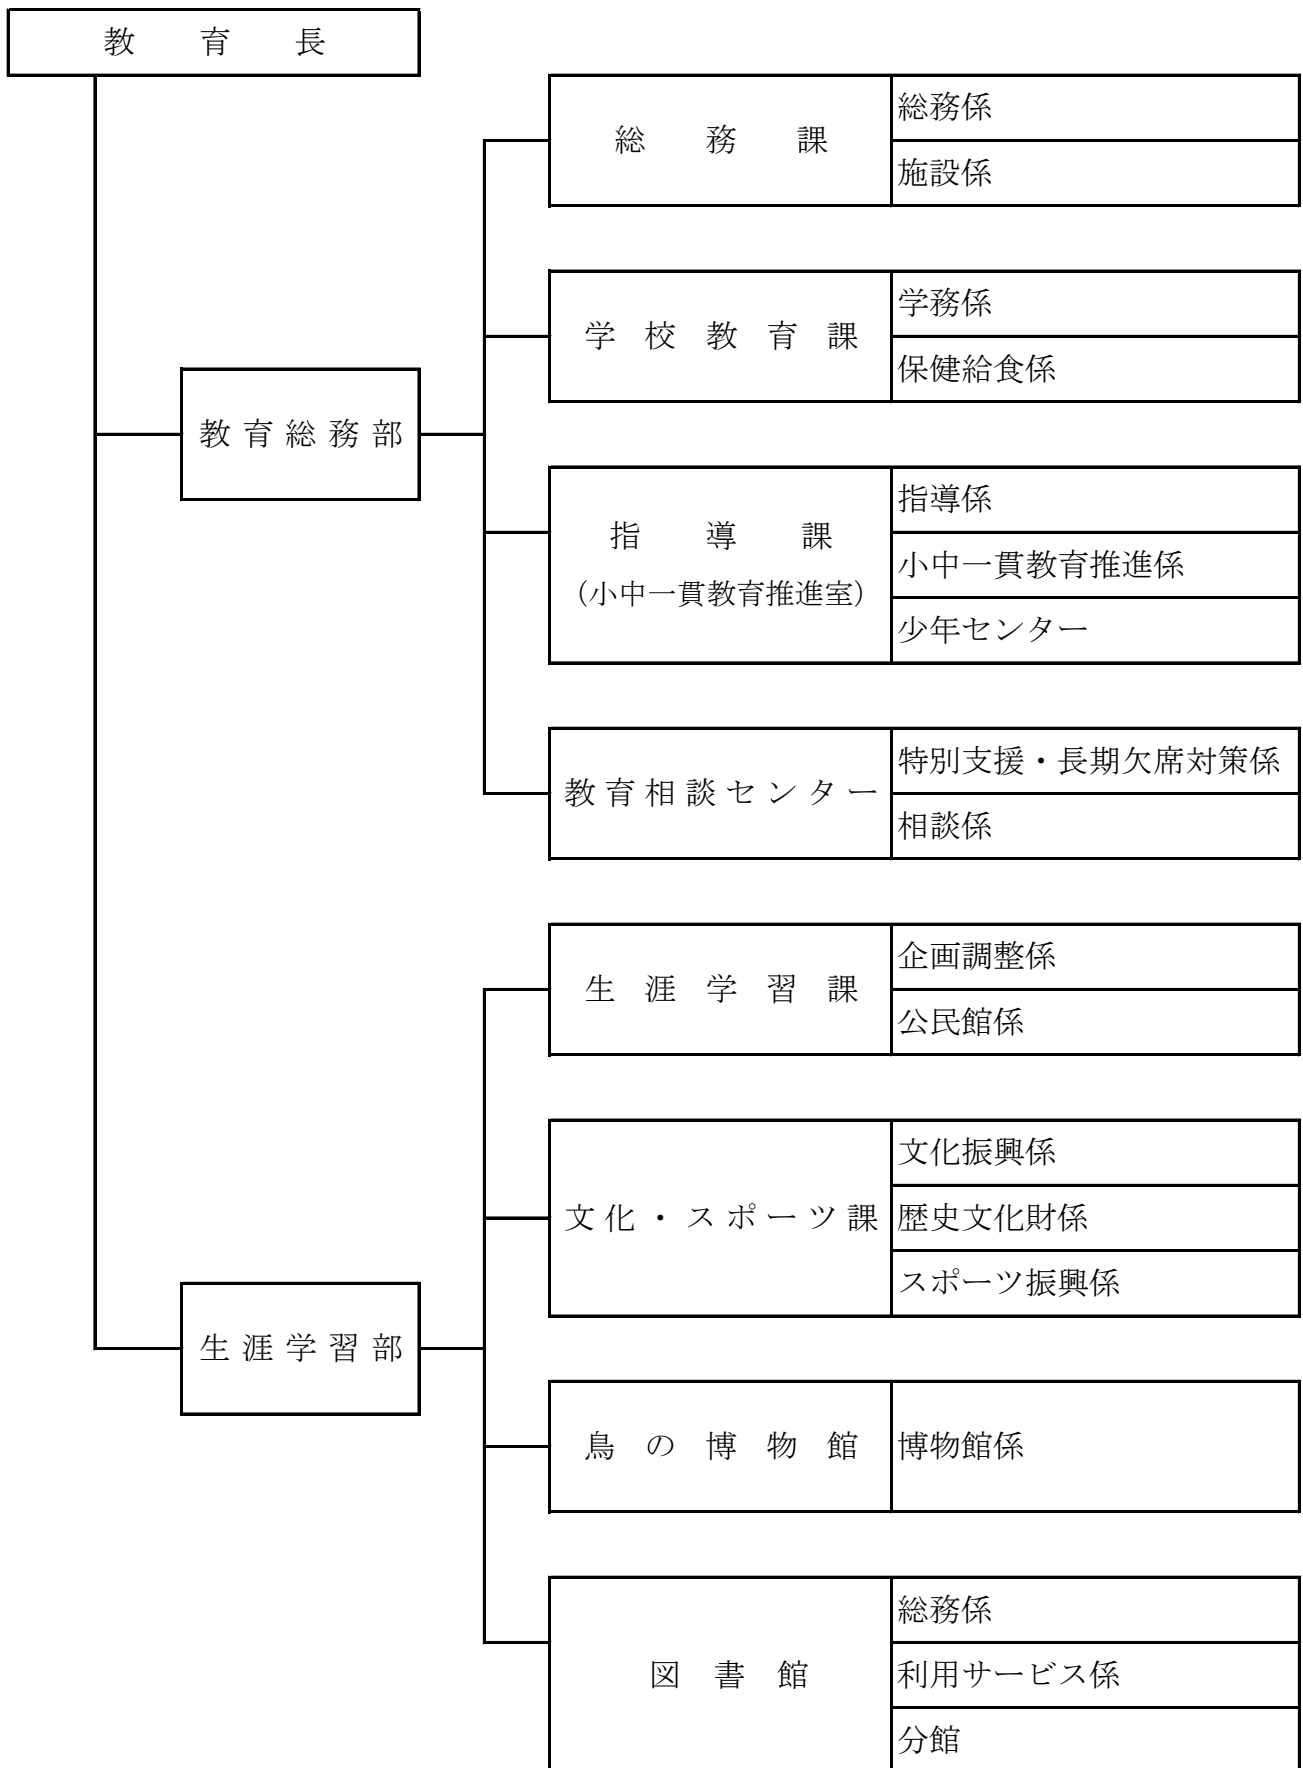 教育長
総務課
総務係
施設係
学校教育課
学務係
保健給食係
教育総務部
指導課
（小中一貫教育推進室）
指導係
小中一貫教育推進係
少年センター
教育相談センター
特別支援・長期欠席対策係
相談係
生涯学習課
企画調整係
公民館係
文化・スポーツ課
文化振興係
歴史文化財係
スポーツ振興係
生涯学習部
鳥の博物館
博物館係
図書館
総務係
利用サービス係
分館